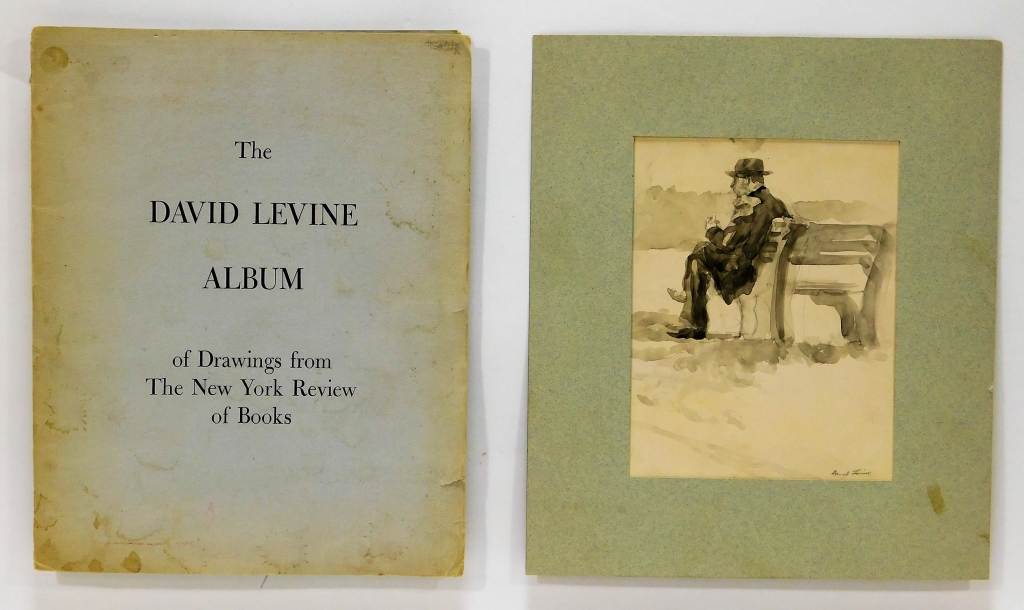 The
DAVID LEVINE
ALBUM
of Drawings from
The New York Review
of Books